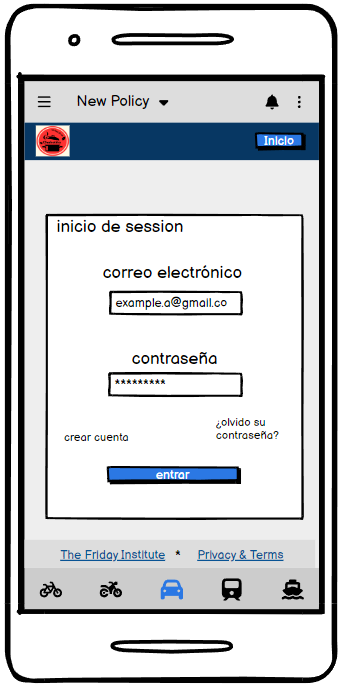 New Policy
Inicio
inicio de session
correo electrónico
example.a@gmail.co
contraseña
*********
¿olvido su
contraseña?
crear cuenta
entrar
The Friday Institute * Privacy & Terms